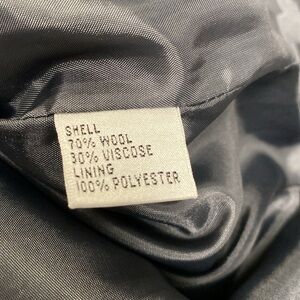 SHELL
70% WOOL
30% VISCOSE
LINING
100% POLYESTER